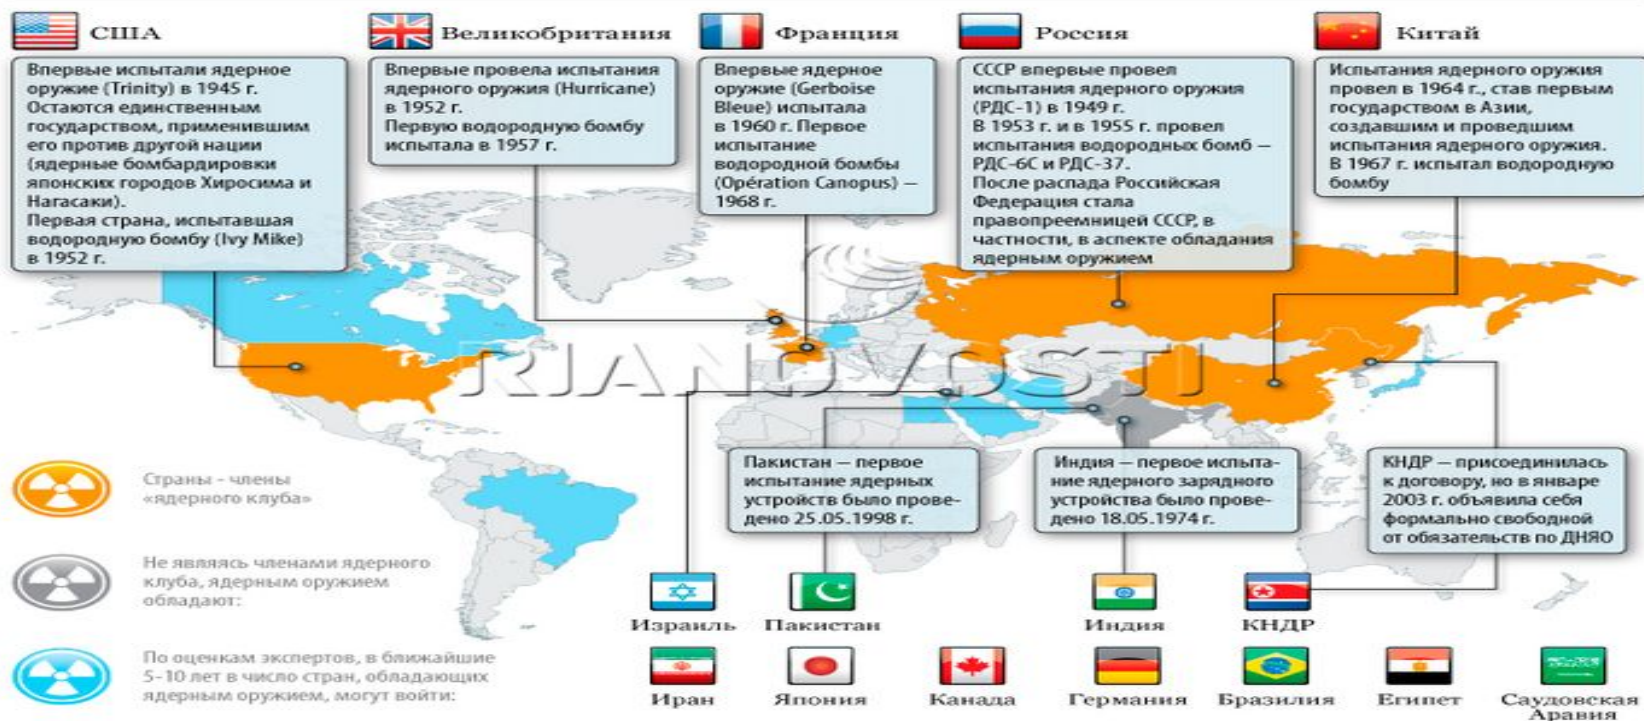 США
Впервые испытали ядерное
оружие (Trinity) в 1945 г.
Остаются единственным
государством, применившим
его против другой нации
(ядерные бомбардировки
японских городов Хиросима и
Нагасаки).
Первая страна, испытавшая
водородную бомбу (Ivy Mike)
в 1952 г.
Великобритания
Впервые провела испытания
ядерного оружия (Hurricane)
в 1952 г.
Первую водородную бомбу
испытала в 1957 г.
Франция
Впервые ядерное
оружие (Gerboise
Bleue) испытала
в 1960 г. Первое
испытание
водородной бомбы
(Opération Canopus) –
1968 г.
Россия
СССР впервые провел
испытания ядерного оружия
(РДС-1) в 1949 г.
В 1953 г. и в 1955 г. провел
испытания водородных бомб –
РДС-6С и РДС-37.
После распада Российская
Федерация стала
правопреемницей СССР, в
частности, в аспекте обладания
ядерным оружием
Китай
Испытания ядерного оружия
провел в 1964 г., став первым
государством в Азии,
создавшим и проведшим
испытания ядерного оружия.
В 1967 г. испытал водородную
бомбу
RIANOVOSTI
Страны - члены
«ядерного клуба»
Не являясь членами ядерного
клуба, ядерным оружием
обладают:
По оценкам экспертов, в ближайшие
5-10 лет в число стран, обладающих
ядерным оружием, могут войти:
Пакистан – первое
испытание ядерных
устройств было прове-
дено 25.05.1998 г.
Индия – первое испыта-
ние ядерного зарядного
устройства было прове-
дено 18.05.1974 г.
КНДР – присоединилась
к договору, но в январе
2003 г. объявила себя
формально свободной
от обязательств по ДНЯО
Израиль
Пакистан
Индия
КНДР
Иран
Япония
Канада
Германия
Бразилия
Египет
Саудовская
Аравия